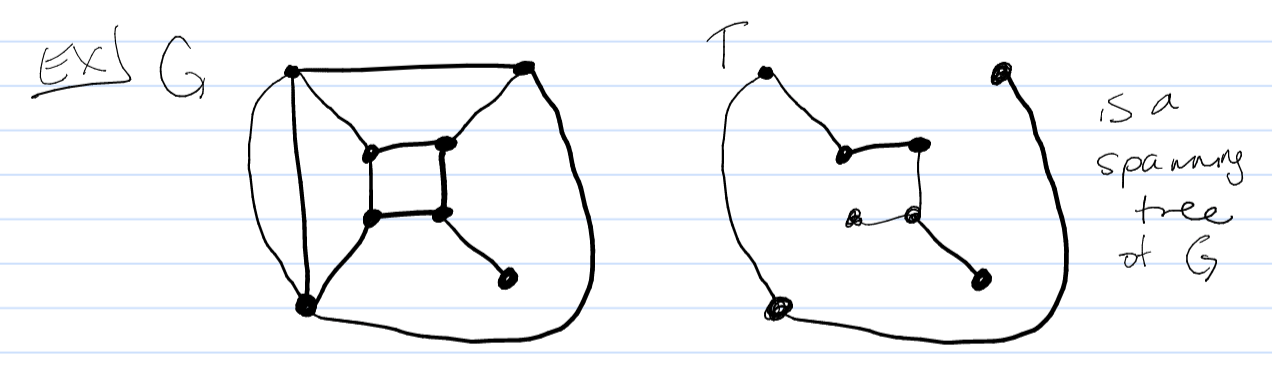 EX) G
T
is a
spanning
tree
of G